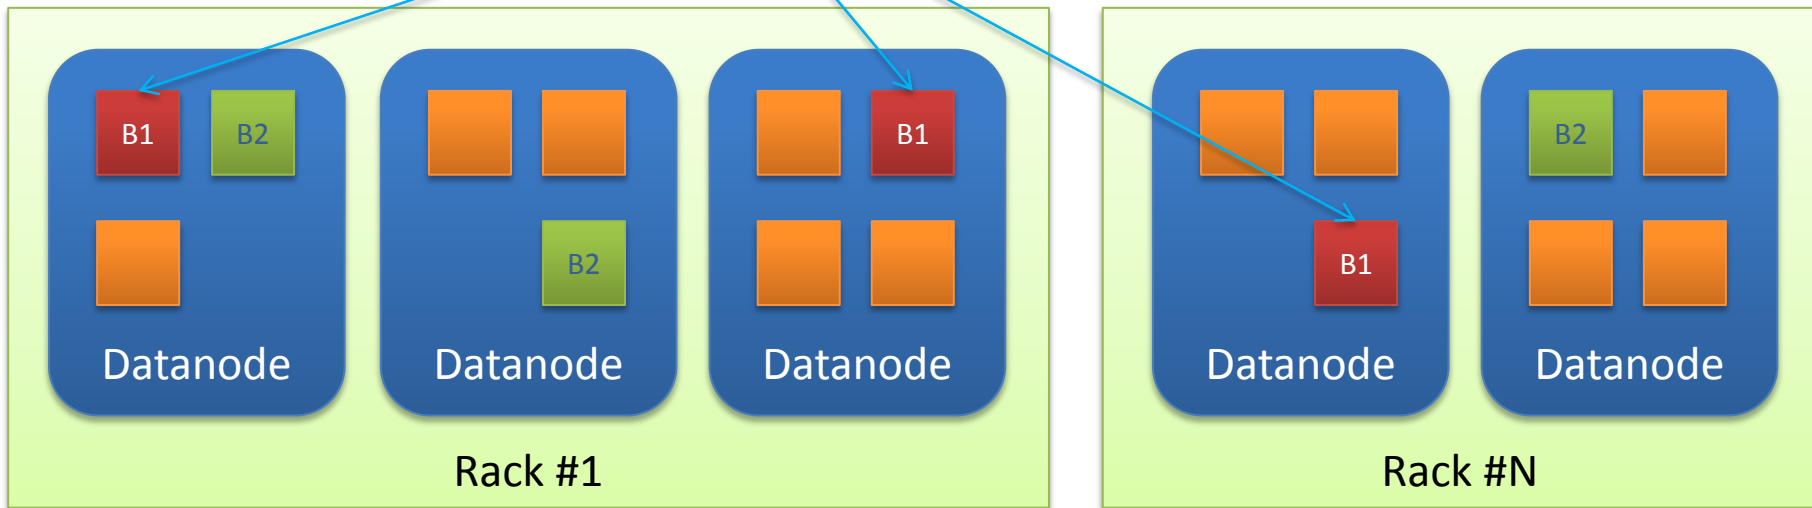 B1
B2
Datanode
B2
Datanode
B1
Datanode
Rack #1
B1
Datanode
B2
Datanode
Rack #N